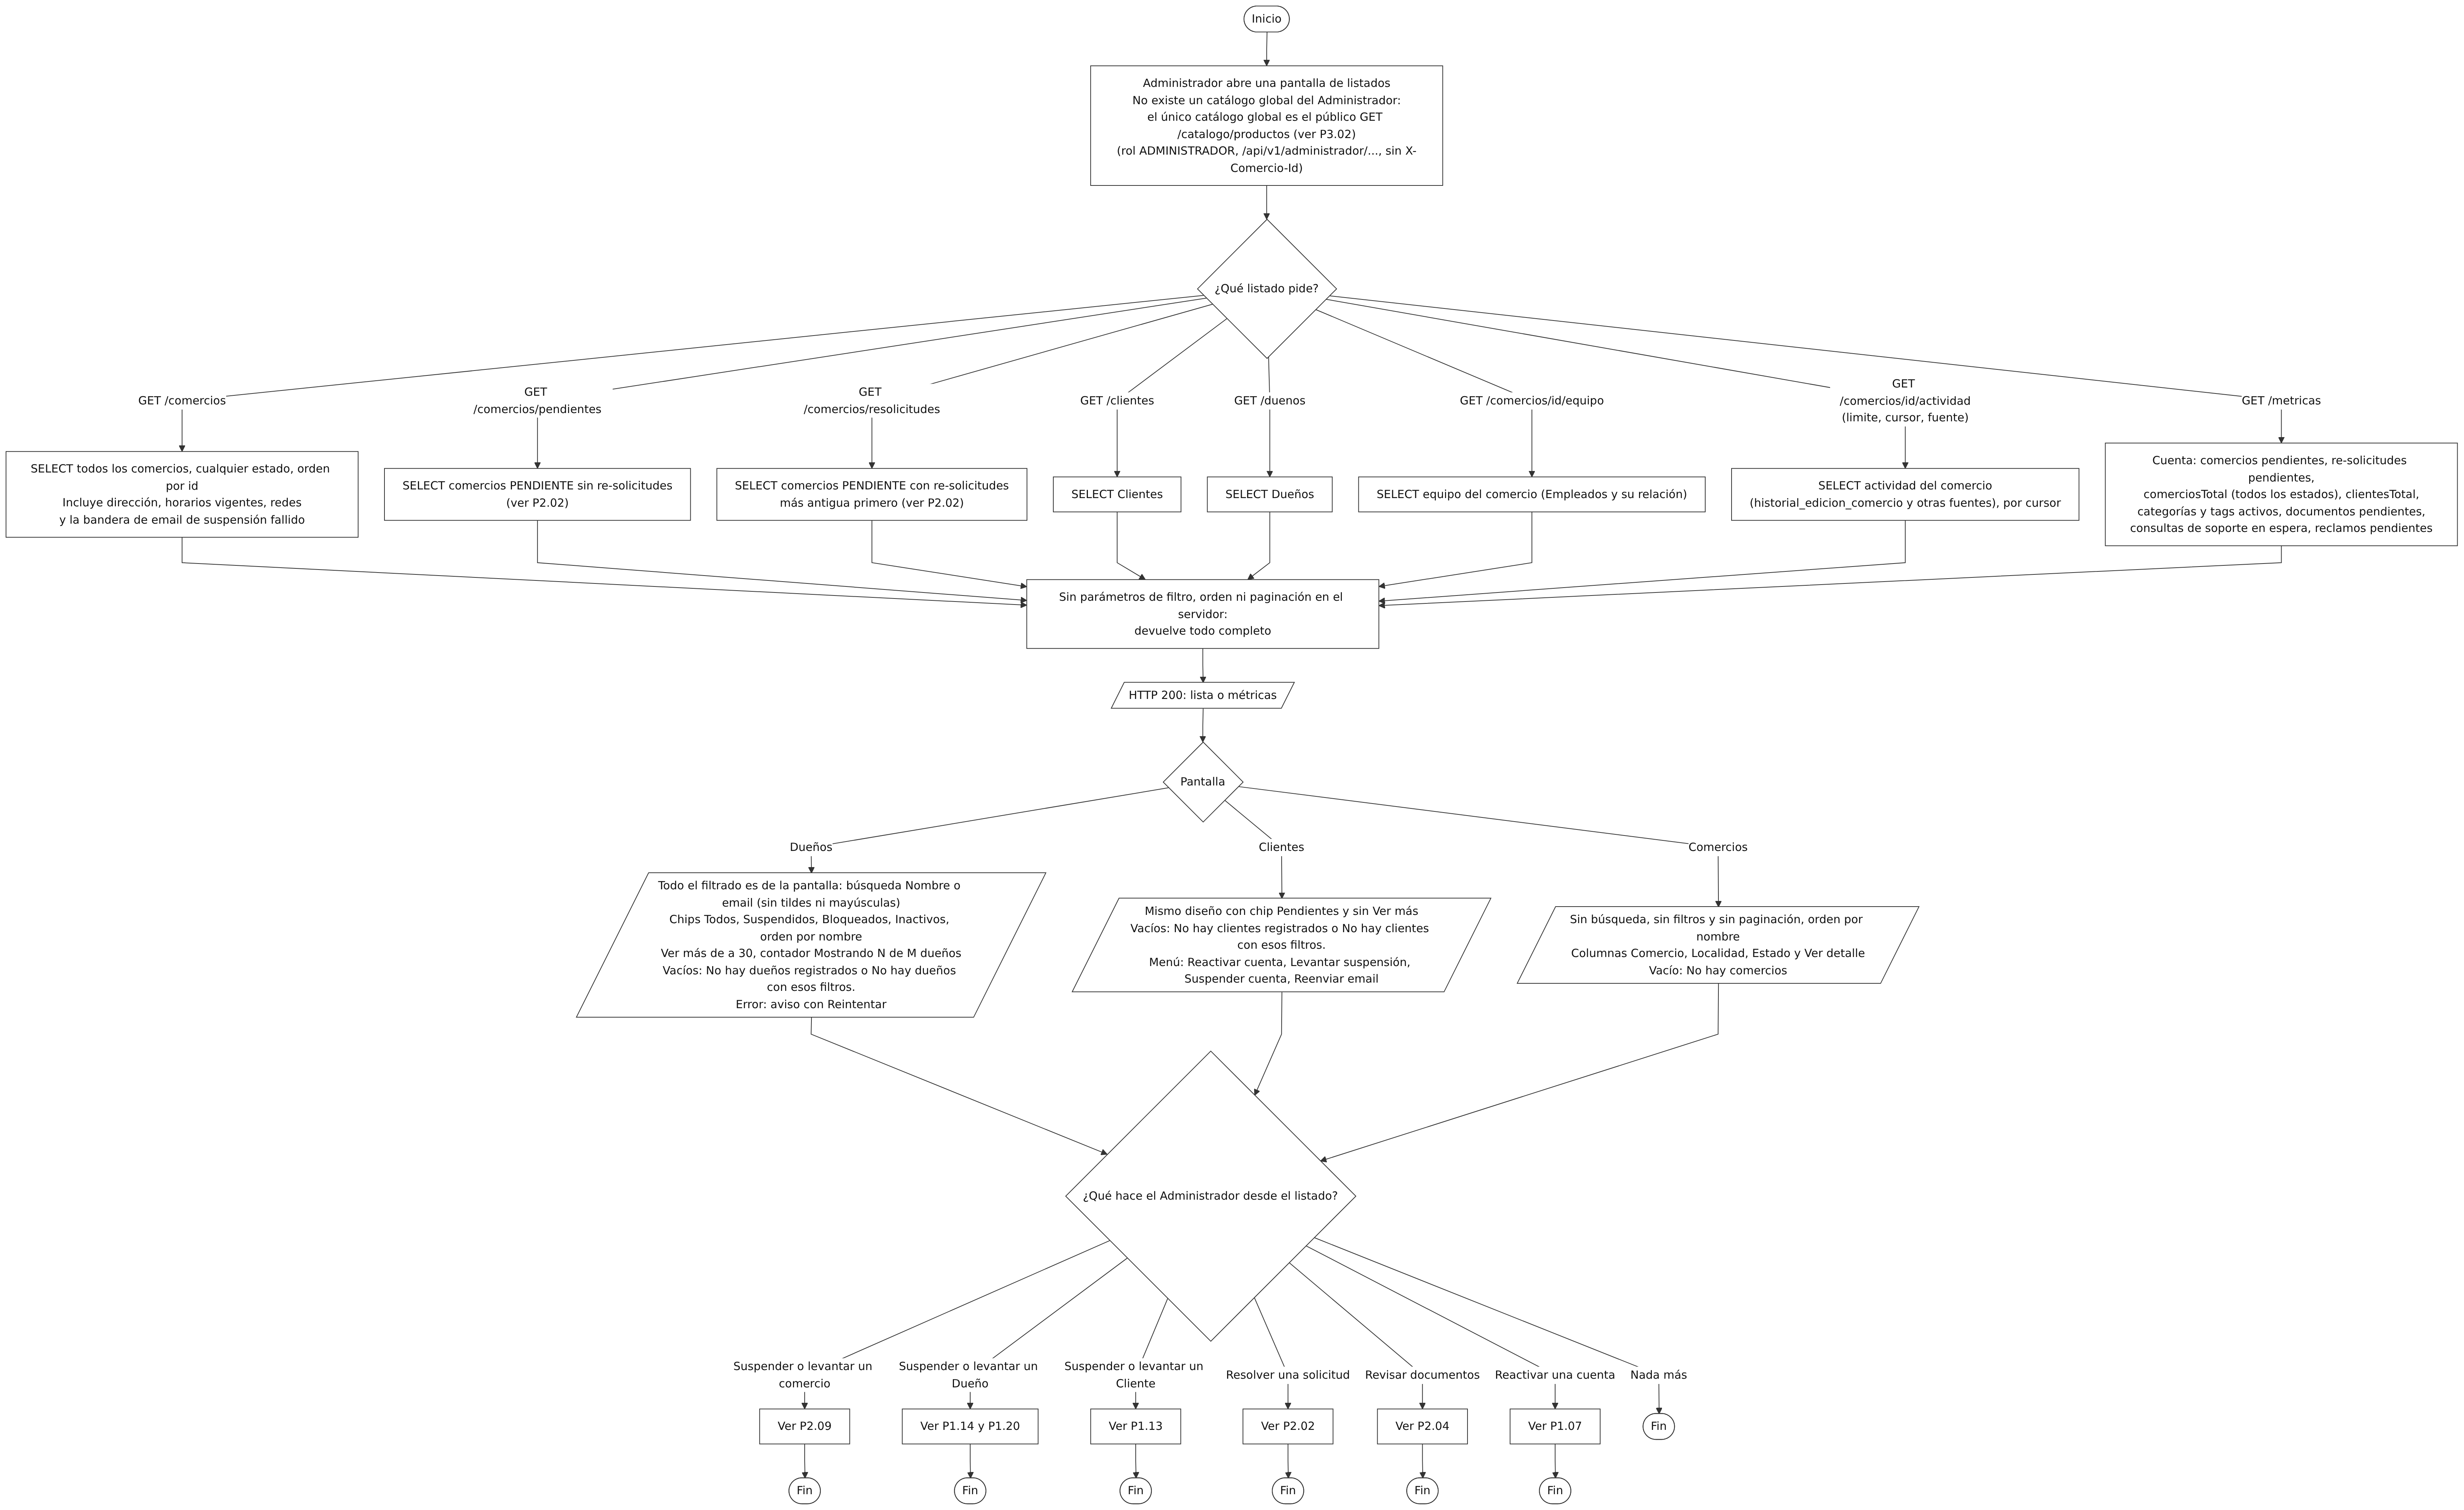 Inicio
Administrador abre una pantalla de listados
No existe un catálogo global del Administrador:
el único catálogo global es el público GET
/catalogo/productos (ver P3.02)
(rol ADMINISTRADOR, /api/v1/administrador/..., sin X-
Comercio-Id)
¿Qué listado pide?
GET /comercios
GET
/comercios/pendientes
GET
/comercios/resolicitudes
GET /clientes
GET /duenos
GET /comercios/id/equipo
GET
/comercios/id/actividad
(limite, cursor, fuente)
GET /metricas
SELECT todos los comercios, cualquier estado, orden
por id
Incluye dirección, horarios vigentes, redes
y la bandera de email de suspensión fallido
SELECT comercios PENDIENTE sin re-solicitudes
(ver P2.02)
SELECT comercios PENDIENTE con re-solicitudes
más antigua primero (ver P2.02)
SELECT Clientes
SELECT Dueños
SELECT equipo del comercio (Empleados y su relación)
SELECT actividad del comercio
(historial_edicion_comercio y otras fuentes), por cursor
Cuenta: comercios pendientes, re-solicitudes
pendientes,
comerciosTotal (todos los estados), clientesTotal,
categorías y tags activos, documentos pendientes,
consultas de soporte en espera, reclamos pendientes
Sin parámetros de filtro, orden ni paginación en el
servidor:
devuelve todo completo
HTTP 200: lista o métricas
Pantalla
Dueños
Clientes
Comercios
Todo el filtrado es de la pantalla: búsqueda Nombre o
email (sin tildes ni mayúsculas)
Chips Todos, Suspendidos, Bloqueados, Inactivos,
orden por nombre
Ver más de a 30, contador Mostrando N de M dueños
Vacíos: No hay dueños registrados o No hay dueños
con esos filtros.
Error: aviso con Reintentar
Mismo diseño con chip Pendientes y sin Ver más
Vacíos: No hay clientes registrados o No hay clientes
con esos filtros.
Menú: Reactivar cuenta, Levantar suspensión,
Suspender cuenta, Reenviar email
Sin búsqueda, sin filtros y sin paginación, orden por
nombre
Columnas Comercio, Localidad, Estado y Ver detalle
Vacío: No hay comercios
¿Qué hace el Administrador desde el listado?
Suspender o levantar un
comercio
Suspender o levantar un
Dueño
Suspender o levantar un
Cliente
Resolver una solicitud
Revisar documentos
Reactivar una cuenta
Nada más
Ver P2.09
Ver P1.14 y P1.20
Ver P1.13
Ver P2.02
Ver P2.04
Ver P1.07
Fin
Fin
Fin
Fin
Fin
Fin
Fin